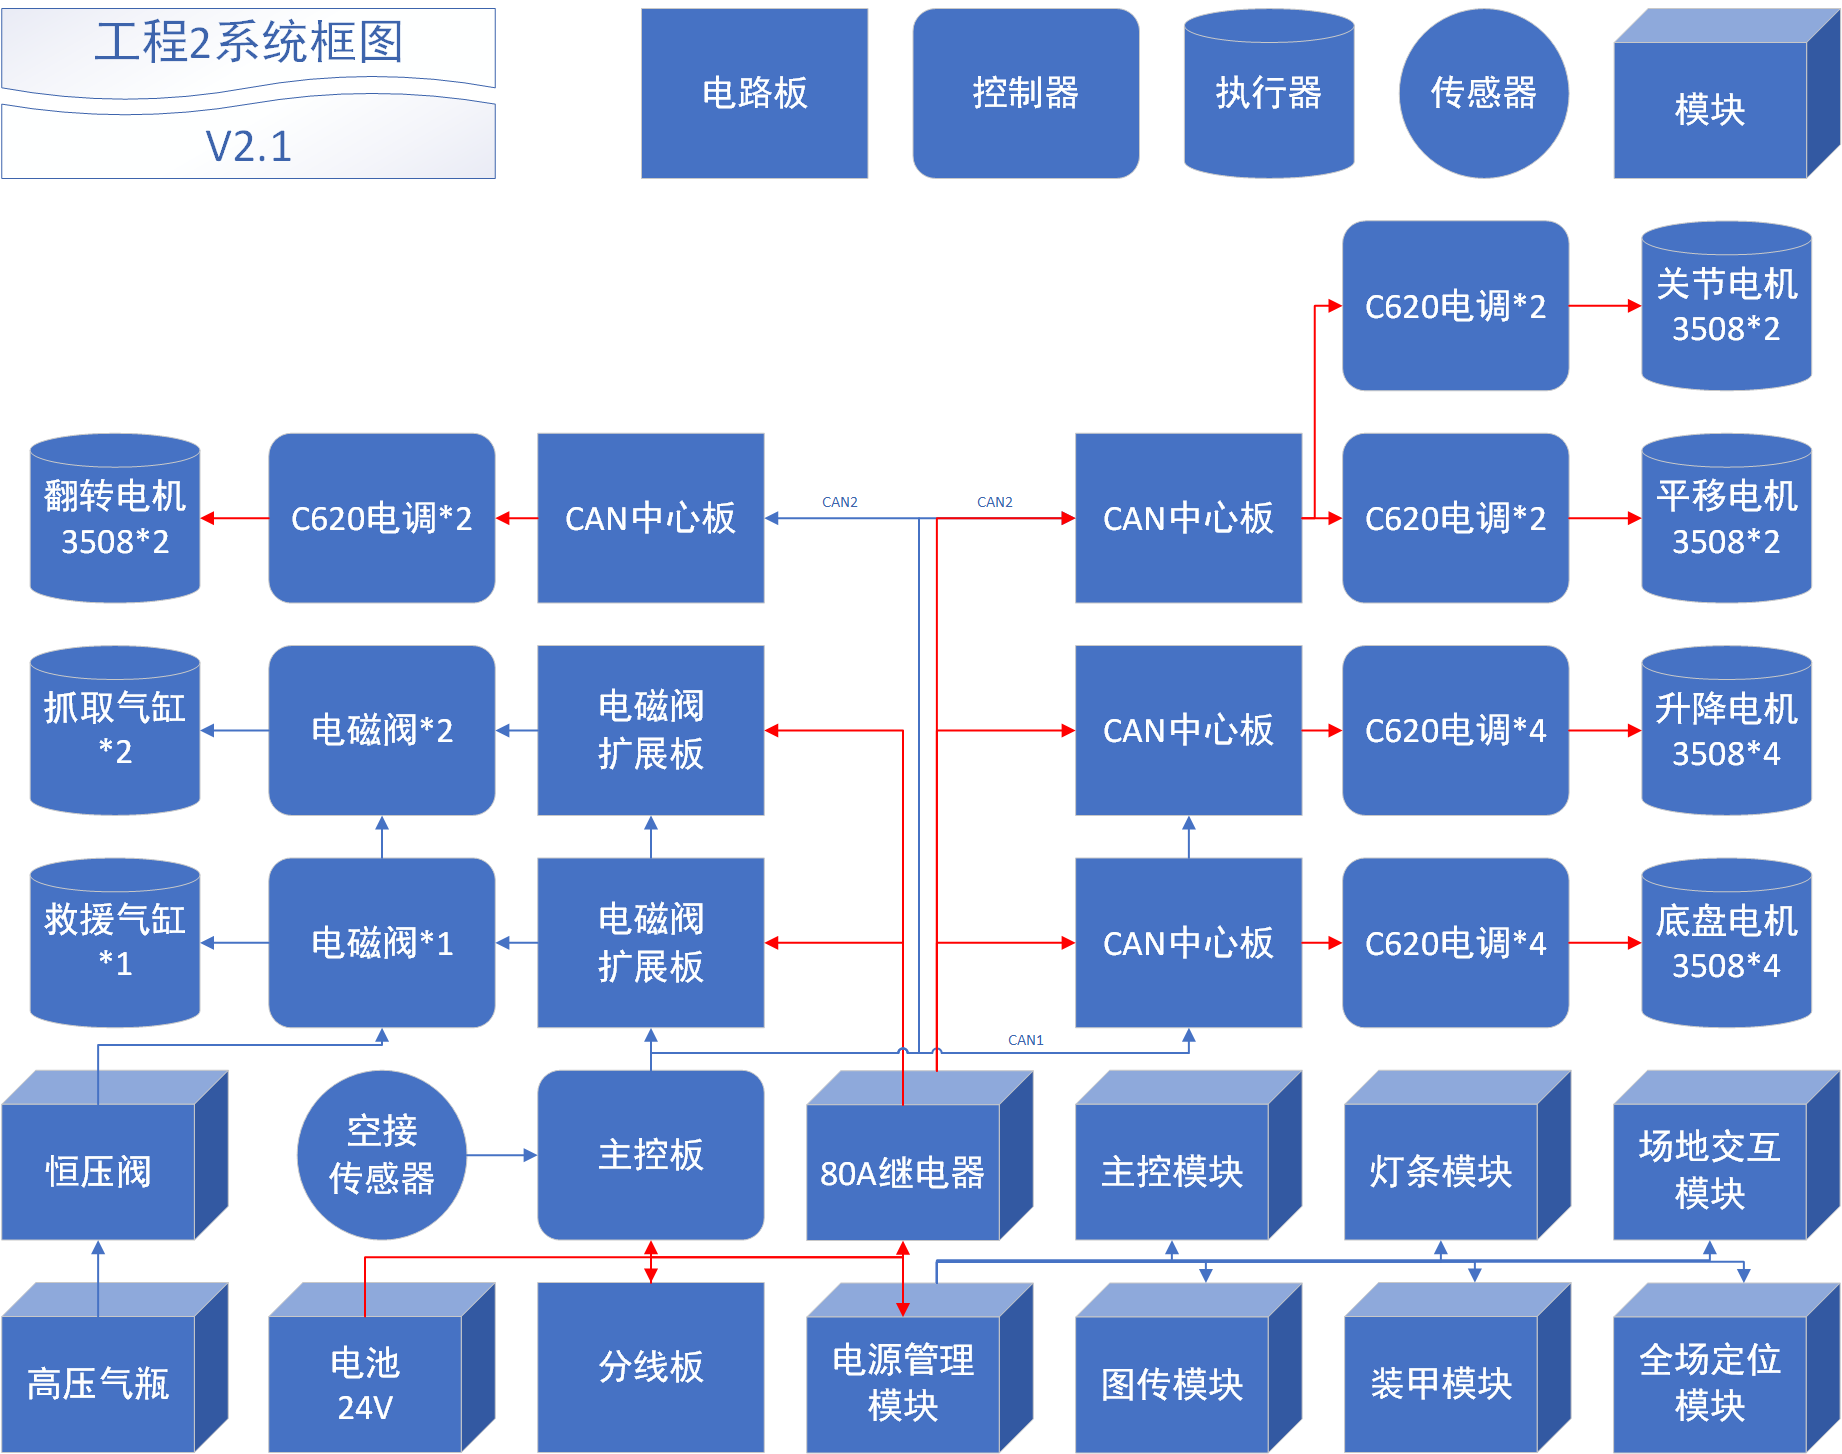 工程2系统框图
V2.1
电路板
控制器
执行器
传感器
模块
C620电调*2
关节电机
3508*2
翻转电机
3508*2
C620电调*2
CAN中心板
CAN2
CAN2
CAN中心板
C620电调*2
平移电机
3508*2
抓取气缸
*2
电磁阀*2
电磁阀
扩展板
CAN中心板
C620电调*4
升降电机
3508*4
救援气缸
*1
电磁阀*1
电磁阀
扩展板
CAN中心板
C620电调*4
底盘电机
3508*4
CAN1
恒压阀
空接
传感器
主控板
80A继电器
主控模块
灯条模块
场地交互
模块
高压气瓶
电池
24V
分线板
电源管理
模块
图传模块
装甲模块
全场定位
模块